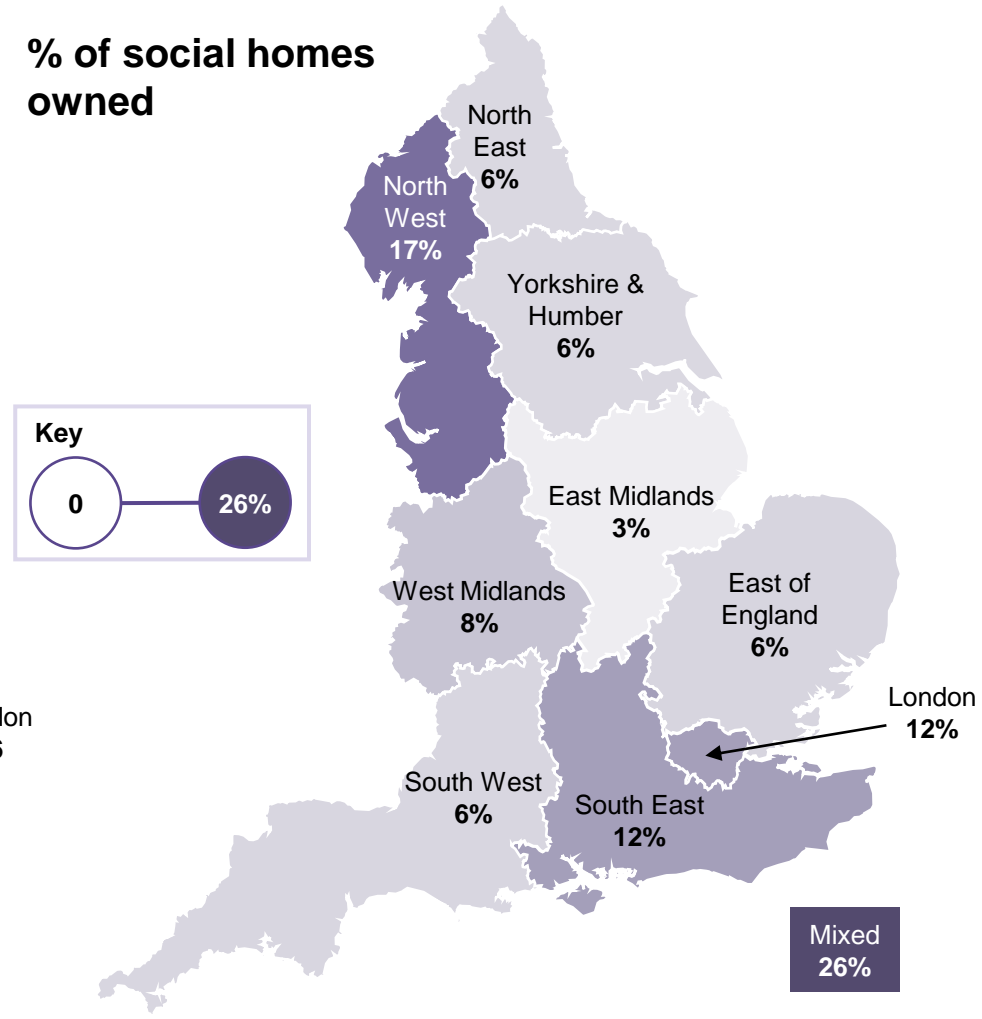 % of social homes
owned
North
East
6%
North
West
17%
Yorkshire &
Humber
6%
Key
0
26%
East Midlands
3%
West Midlands
8%
East of
England
6%
London
12%
South West
6%
South East
12%
Mixed
26%